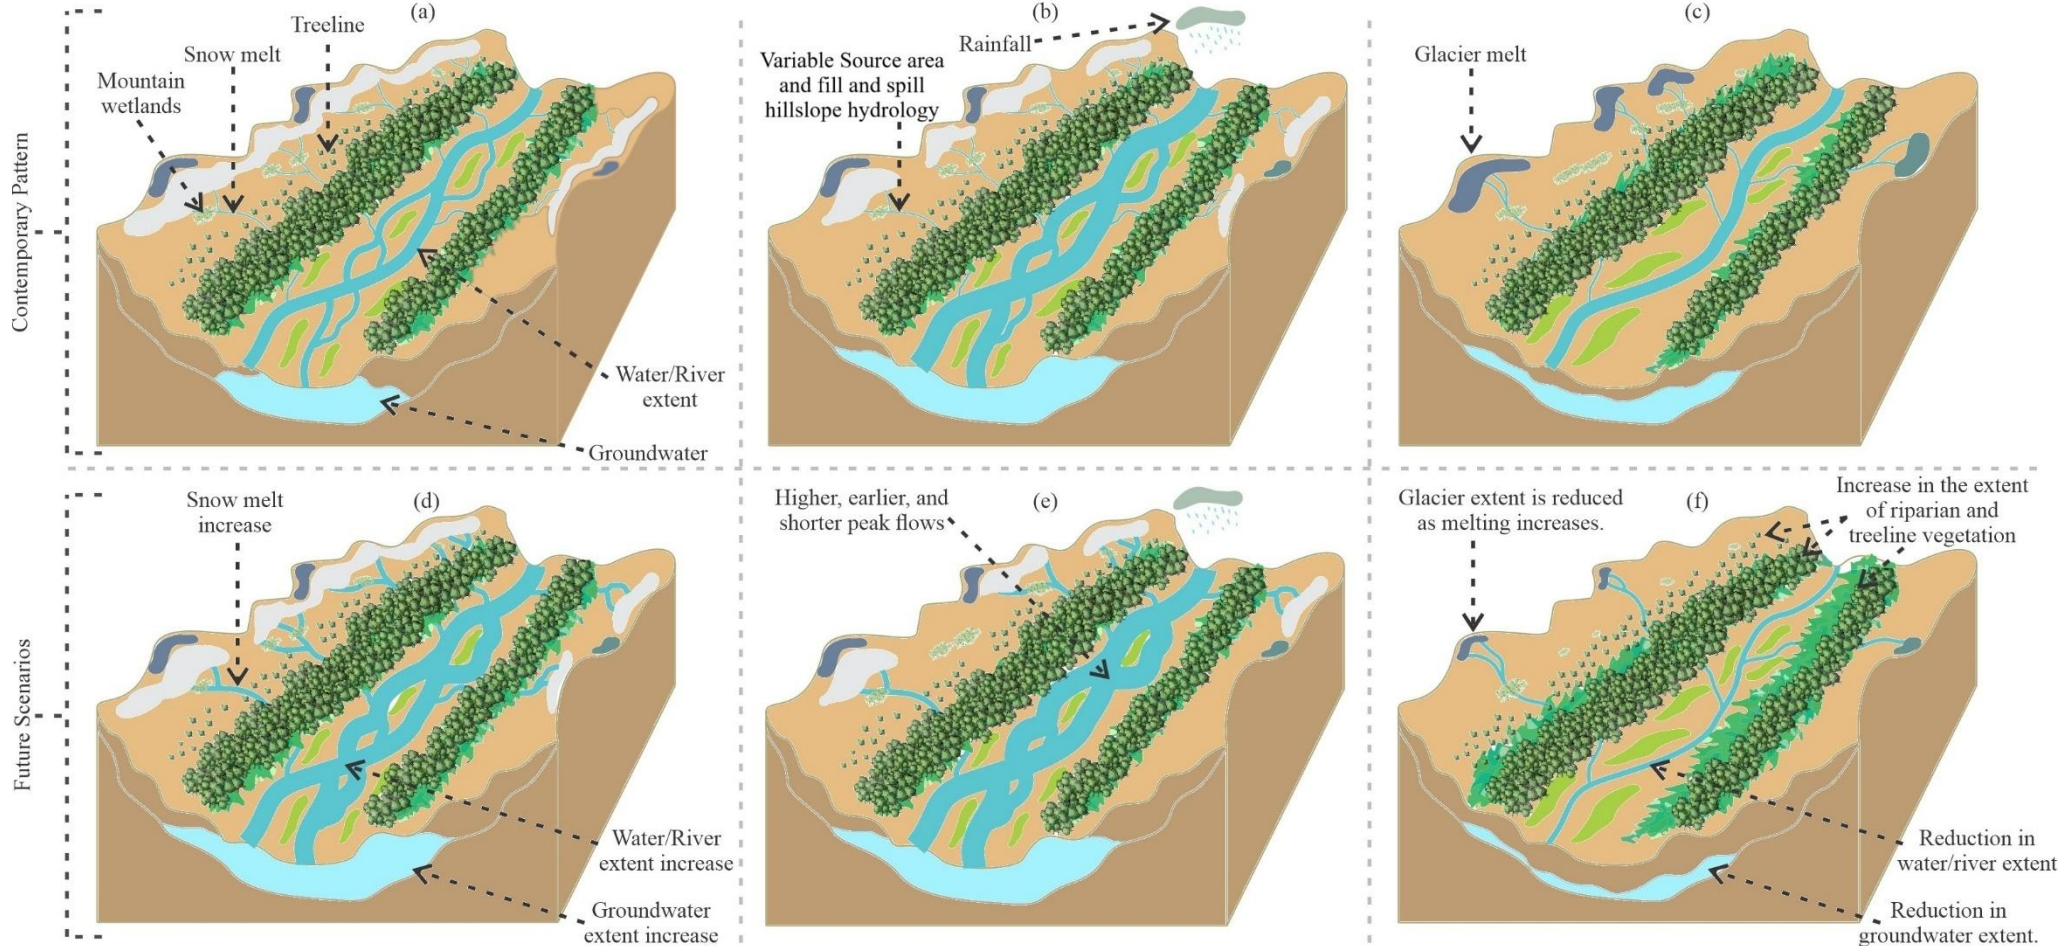 Contemporary Pattern
(a)
Treeline
Snow melt
Mountain
wetlands
Water/River
extent
Groundwater
(b)
Rainfall
Variable Source area
and fill and spill
hillslope hydrology
(c)
Glacier melt
Future Scenarios
(d)
Snow melt
increase
Water/River
extent increase
Groundwater
extent increase
(e)
Higher, earlier, and
shorter peak flows
(f)
Glacier extent is reduced
as melting increases.
Increase in the extent
of riparian and
treeline vegetation
Reduction in
water/river extent
Reduction in
groundwater extent.